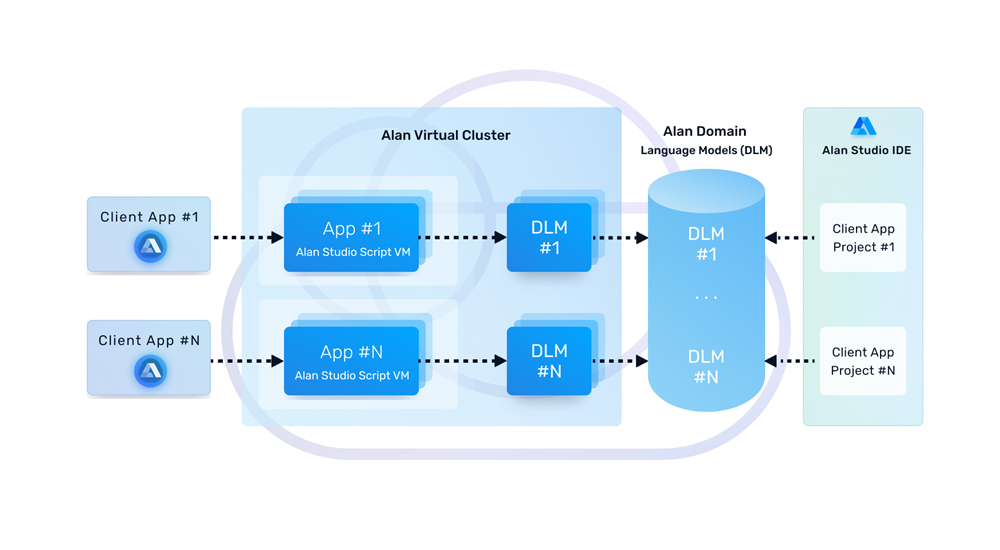 Alan Virtual Cluster
Alan Domain
Language Models (DLM)
Alan Studio IDE
Client App #1
App #1
Alan Studio Script VM
DLM
#1
DLM
#1
Client App
Project #1
. . .
Client App #N
App #N
Alan Studio Script VM
DLM
#N
DLM
#N
Client App
Project #N